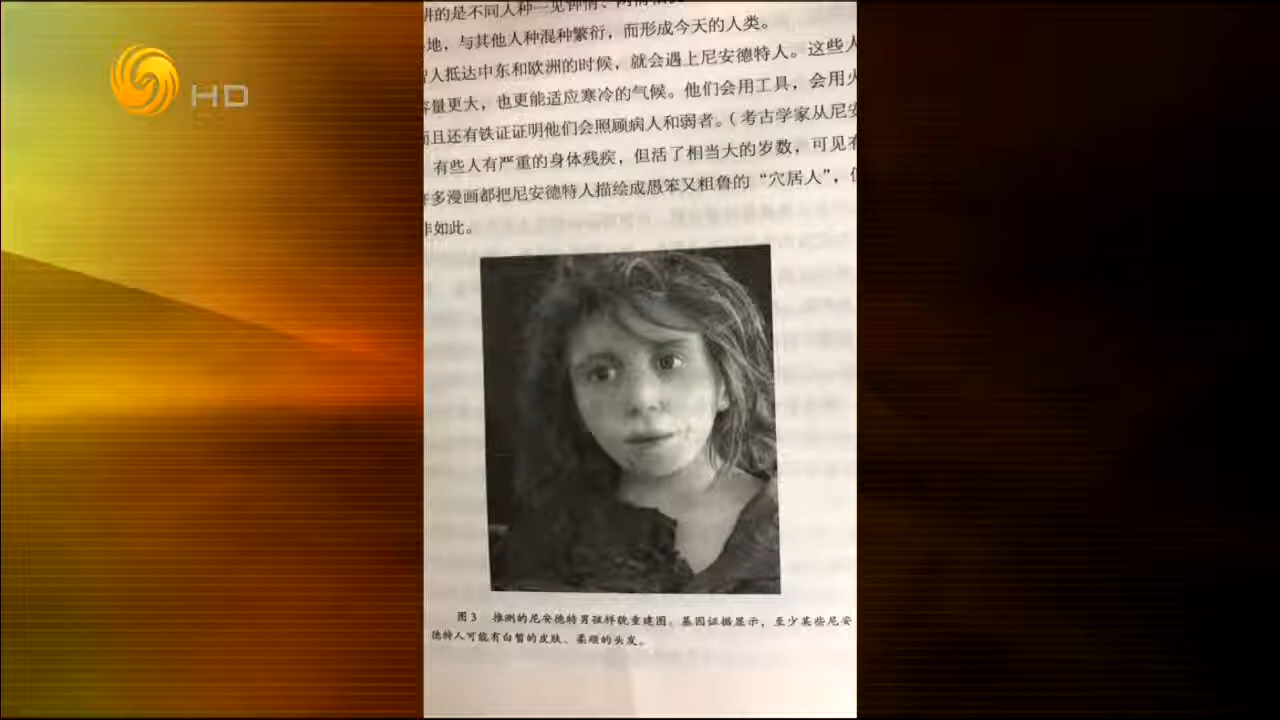 HD
的是不同人种一见钟情、
地，与其他人种混种繁衍，而形成今天的人类。
人抵达中东和欧洲的时候，就会遇上尼安德特人。这些人
容量更大，也更能适应寒冷的气候。他们会用工具，会用火
而且还有铁证证明他们会照顾病人和弱者。（考古学家从尼安
有些人有严重的身体残疾，但活了相当大的岁数，可见有
许多漫画都把尼安德特人描绘成愚笨又粗鲁的“穴居人”，但
非如此。
图3 推测的尼安德特男孩样貌重建图。基因证据显示，至少某些尼安
德特人可能有白皙的皮肤、柔顺的头发。